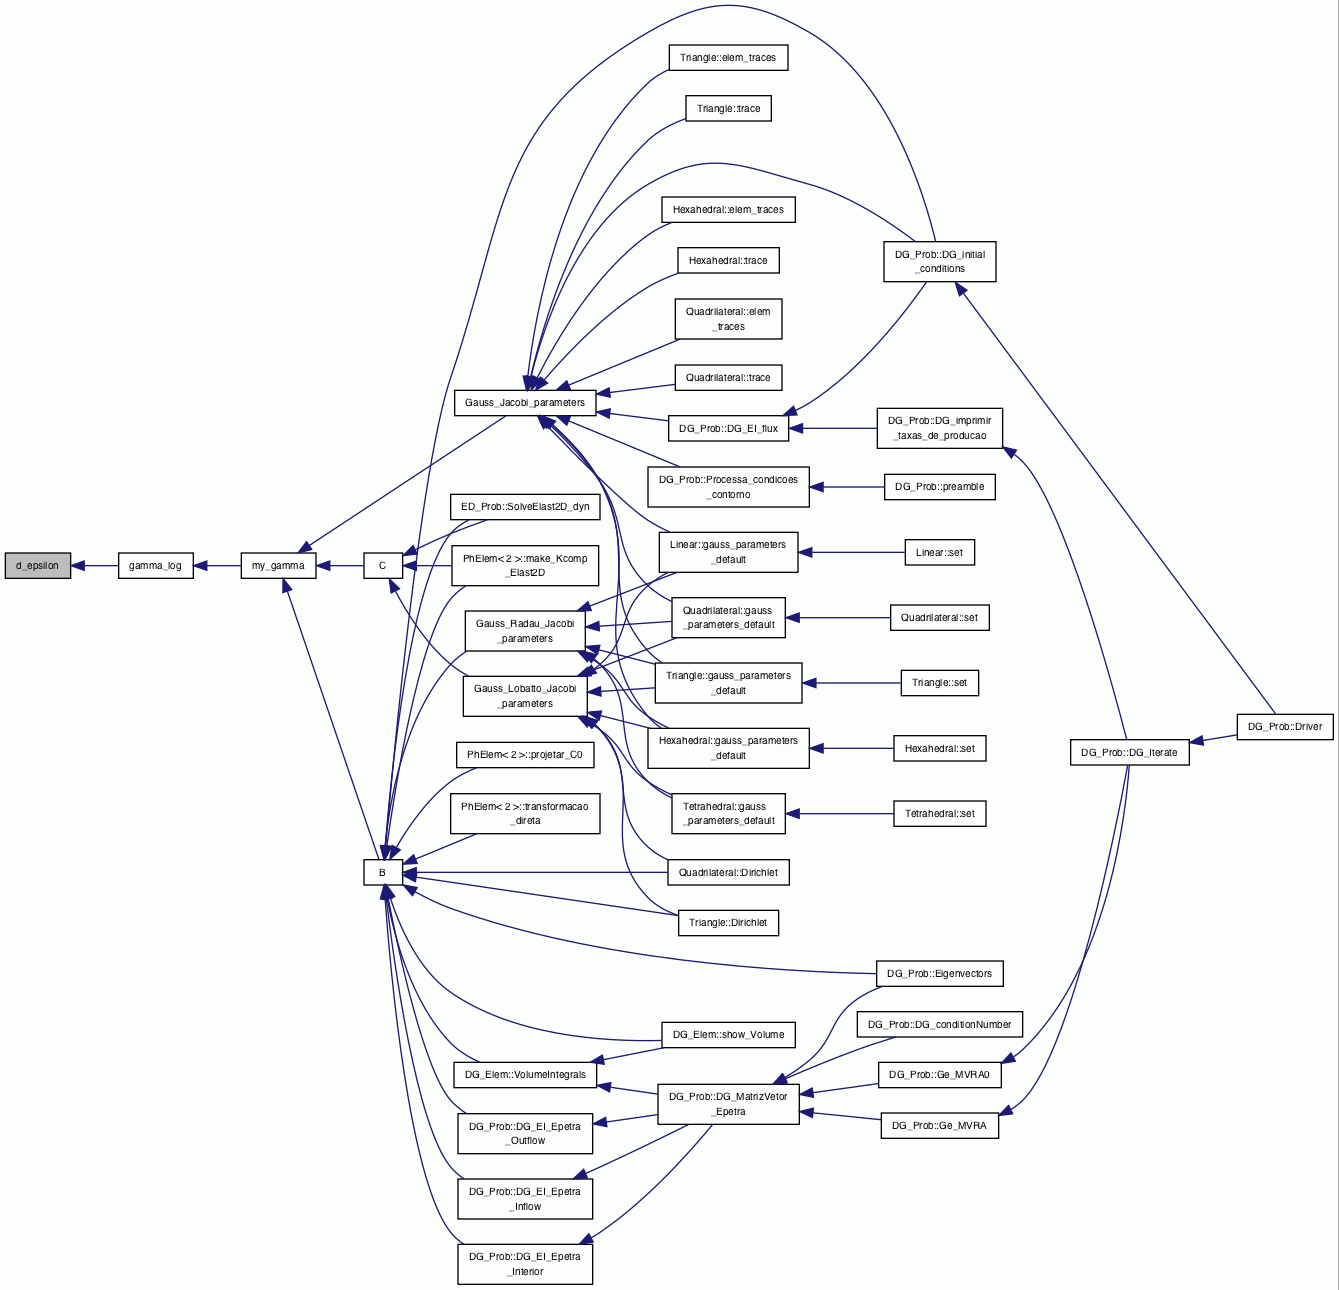 Triangle::elem_traces
Triangle::trace
Hexahedral::elem_traces
Hexahedral::trace
Quadrilateral::elem
_traces
Quadrilateral::trace
DG_Prob::DG_initial
_conditions
Gauss_Jacobi_parameters
DG_Prob::DG_EI_flux
DG_Prob::DG_imprimir
_taxas_de_producao
DG_Prob::Processa_condicoes
_contorno
DG_Prob::preamble
ED_Prob::SolveElast2D_dyn
Linear::gauss_parameters
_default
Linear::set
d_epsilon
gamma_log
my_gamma
C
PhElem< 2 >::make_Kcomp
_Elast2D
Gauss_Radau_Jacobi
_parameters
Quadrilateral::gauss
_parameters_default
Quadrilateral::set
Gauss_Lobatto_Jacobi
_parameters
Triangle::gauss_parameters
_default
Triangle::set
DG_Prob::Driver
PhElem< 2 >::projetar_C0
Hexahedral::gauss_parameters
_default
Hexahedral::set
DG_Prob::DG_Iterate
PhElem< 2 >::transformacao
_direta
Tetrahedral::gauss
_parameters_default
Tetrahedral::set
B
Quadrilateral::Dirichlet
Triangle::Dirichlet
DG_Prob::Eigenvectors
DG_Elem::show_Volume
DG_Prob::DG_conditionNumber
DG_Elem::VolumeIntegrals
DG_Prob::DG_MatrizVetor
_Epetra
DG_Prob::Ge_MVRA0
DG_Prob::DG_EI_Epetra
_Outflow
DG_Prob::Ge_MVRA
DG_Prob::DG_EI_Epetra
_Inflow
DG_Prob::DG_EI_Epetra
_Interior